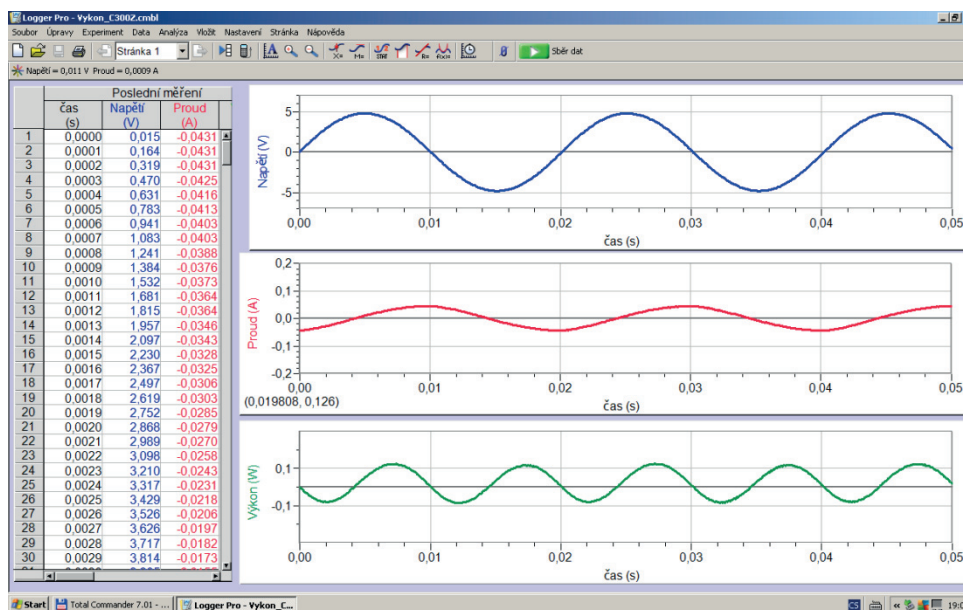 Logger Pro - Vykon_C3002.cmbl
Soubor Úpravy Experiment Data Analýza Vložit Nastavení Stránka Nápověda
Stránka 1
Sběr dat
Napětí = 0,011 V Proud = 0,0009 A
Poslední měření
čas Napětí Proud
(s) (V) (A)
1 0,0000 0,015 -0,0431
2 0,0001 0,164 -0,0431
3 0,0002 0,319 -0,0431
4 0,0003 0,470 -0,0425
5 0,0004 0,631 -0,0416
6 0,0005 0,783 -0,0413
7 0,0006 0,941 -0,0403
8 0,0007 1,083 -0,0403
9 0,0008 1,241 -0,0388
10 0,0009 1,384 -0,0376
11 0,0010 1,532 -0,0373
12 0,0011 1,681 -0,0364
13 0,0012 1,815 -0,0364
14 0,0013 1,957 -0,0346
15 0,0014 2,097 -0,0343
16 0,0015 2,230 -0,0328
17 0,0016 2,367 -0,0325
18 0,0017 2,497 -0,0306
19 0,0018 2,619 -0,0303
20 0,0019 2,752 -0,0285
21 0,0020 2,868 -0,0279
22 0,0021 2,989 -0,0270
23 0,0022 3,098 -0,0258
24 0,0023 3,210 -0,0243
25 0,0024 3,317 -0,0231
26 0,0025 3,429 -0,0218
27 0,0026 3,526 -0,0206
28 0,0027 3,626 -0,0197
29 0,0028 3,717 -0,0182
30 0,0029 3,814 -0,0173
Napětí (V)
5
0
-5
0,00 0,01 0,02 0,03 0,04 0,05
čas (s)
Proud (A)
0,2
0,1
0,0
-0,1
-0,2
0,00 0,01 0,02 0,03 0,04 0,05
(0,019808, 0,126)
čas (s)
Výkon (W)
0,1
-0,1
0,00 0,01 0,02 0,03 0,04 0,05
čas (s)
Start Total Commander 7.01 - ... Logger Pro - Vykon_C... CS «